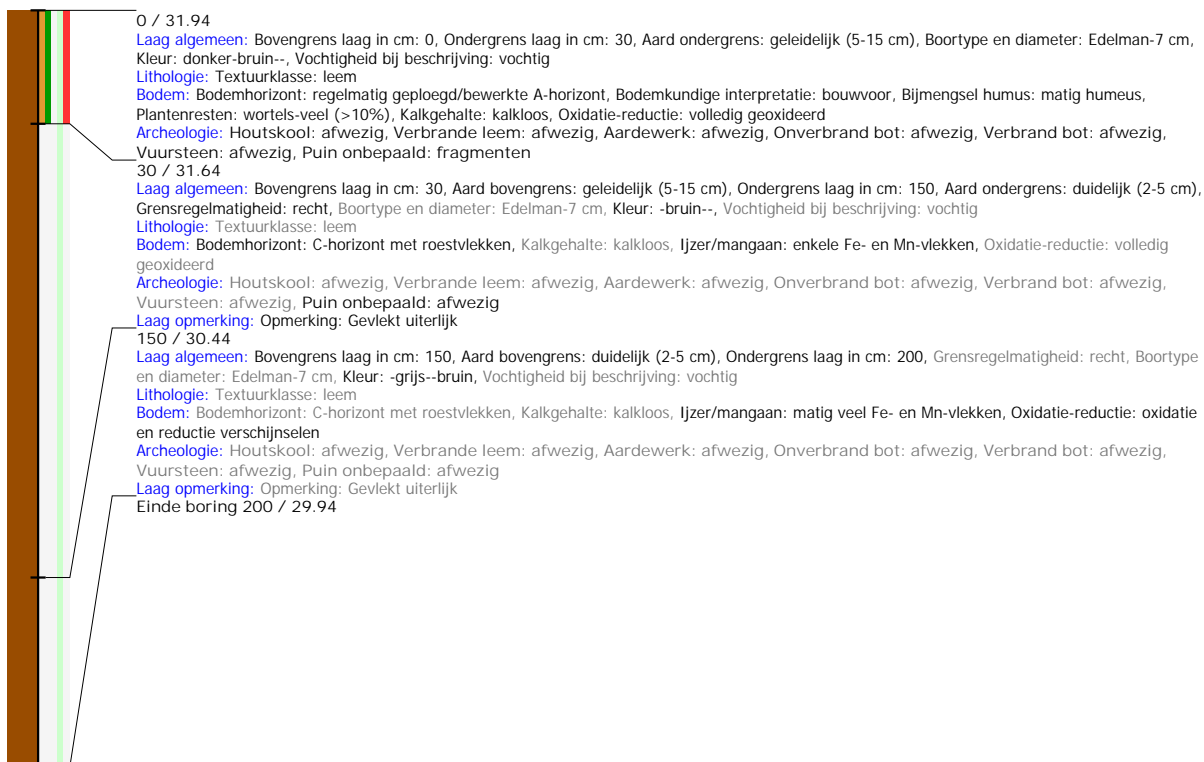 0 / 31.94
Laag algemeen: Bovengrens laag in cm: 0, Ondergrens laag in cm: 30, Aard ondergrens: geleidelijk (5-15 cm), Boortype en diameter: Edelman-7 cm,
Kleur: donker-bruin--, Vochtigheid bij beschrijving: vochtig
Lithologie: Textuurklasse: leem
Bodem: Bodemhorizont: regelmatig geploegd/bewerkte A-horizont, Bodemkundige interpretatie: bouwvoor, Bijmengsel humus: matig humeus,
Plantenresten: wortels-veel (>10%), Kalkgehalte: kalkloos, Oxidatie-reductie: volledig geoxideerd
Archeologie: Houtskool: afwezig, Verbrande leem: afwezig, Aardewerk: afwezig, Onverbrand bot: afwezig, Verbrand bot: afwezig,
Vuursteen: afwezig, Puin onbepaald: fragmenten
30 / 31.64
Laag algemeen: Bovengrens laag in cm: 30, Aard bovengrens: geleidelijk (5-15 cm), Ondergrens laag in cm: 150, Aard ondergrens: duidelijk (2-5 cm),
Grensregelmatigheid: recht, Boortype en diameter: Edelman-7 cm, Kleur: -bruin--, Vochtigheid bij beschrijving: vochtig
Lithologie: Textuurklasse: leem
Bodem: Bodemhorizont: C-horizont met roestvlekken, Kalkgehalte: kalkloos, Ijzer/mangaan: enkele Fe- en Mn-vlekken, Oxidatie-reductie: volledig
geoxideerd
Archeologie: Houtskool: afwezig, Verbrande leem: afwezig, Aardewerk: afwezig, Onverbrand bot: afwezig, Verbrand bot: afwezig,
Vuursteen: afwezig, Puin onbepaald: afwezig
Laag opmerking: Opmerking: Gevlekt uiterlijk
150 / 30.44
Laag algemeen: Bovengrens laag in cm: 150, Aard bovengrens: duidelijk (2-5 cm), Ondergrens laag in cm: 200, Grensregelmatigheid: recht, Boortype
en diameter: Edelman-7 cm, Kleur: -grijs--bruin, Vochtigheid bij beschrijving: vochtig
Lithologie: Textuurklasse: leem
Bodem: Bodemhorizont: C-horizont met roestvlekken, Kalkgehalte: kalkloos, Ijzer/mangaan: matig veel Fe- en Mn-vlekken, Oxidatie-reductie: oxidatie
en reductie verschijnselen
Archeologie: Houtskool: afwezig, Verbrande leem: afwezig, Aardewerk: afwezig, Onverbrand bot: afwezig, Verbrand bot: afwezig,
Vuursteen: afwezig, Puin onbepaald: afwezig
Laag opmerking: Opmerking: Gevlekt uiterlijk
Einde boring 200 / 29.94